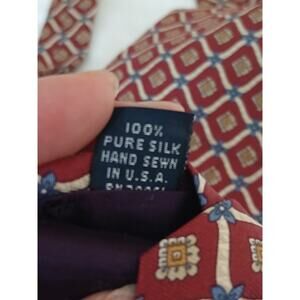 100%
PURE SILK
HAND SEWN
IN U.S.A.